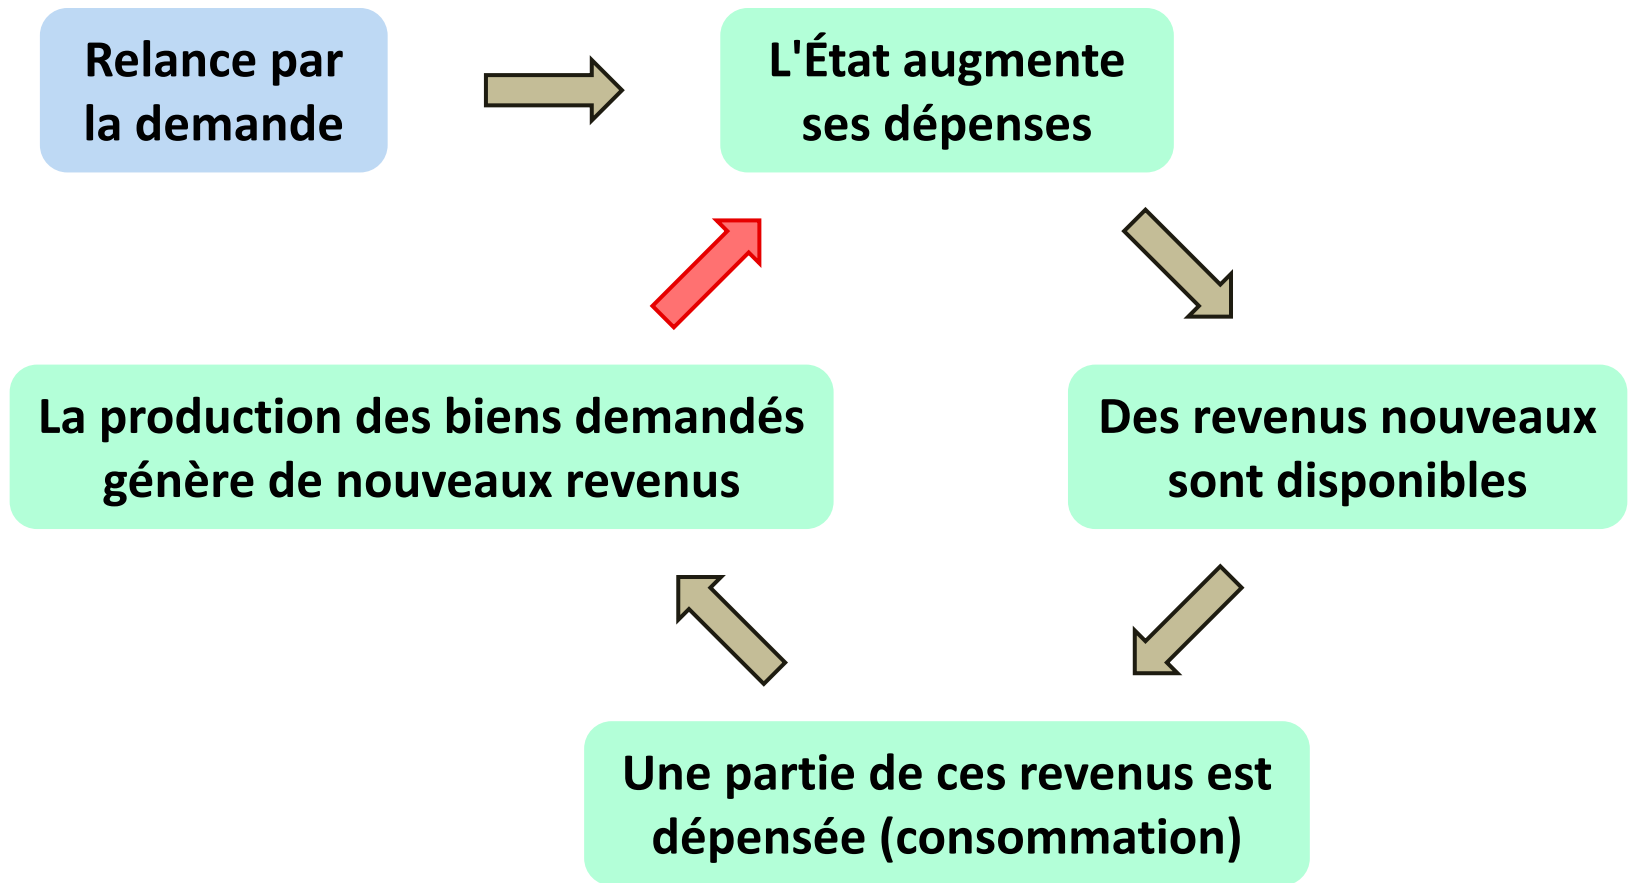 Relance par
la demande
L'État augmente
ses dépenses
La production des biens demandés
génère de nouveaux revenus
Des revenus nouveaux
sont disponibles
Une partie de ces revenus est
dépensée (consommation)